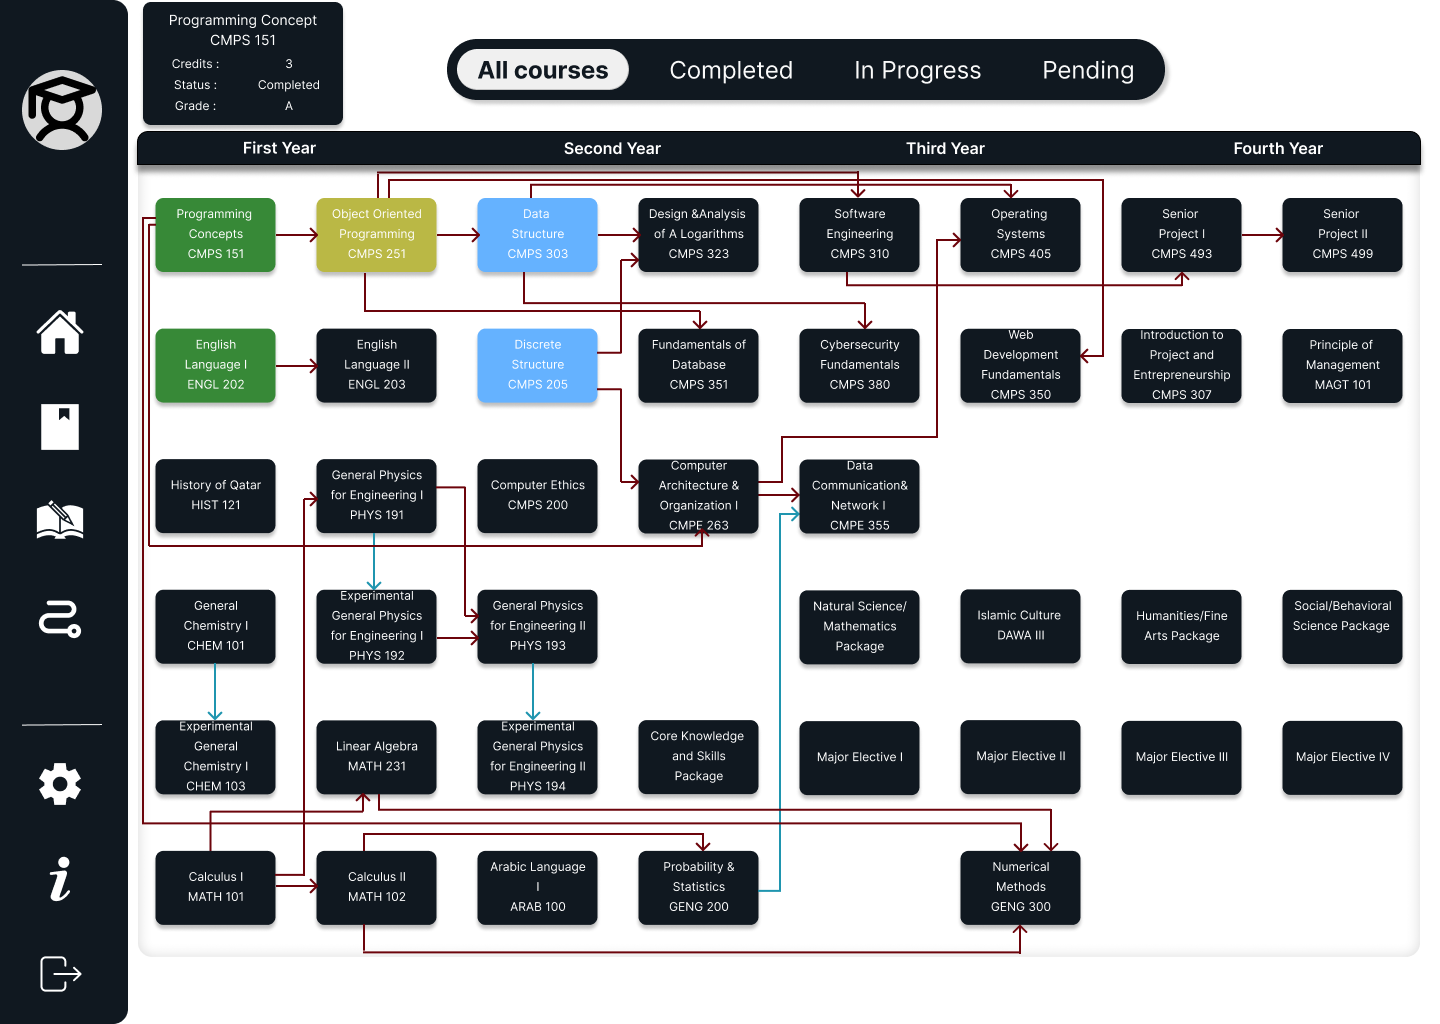 Programming Concept
CMPS 151
Credits : 3
Status : Completed
Grade : A
All courses Completed In Progress Pending
First Year Second Year Third Year Fourth Year
Programming
Concepts
CMPS 151
Object Oriented
Programming
CMPS 251
Data
Structure
CMPS 303
Design &Analysis
of A Logarithms
CMPS 323
Software
Engineering
CMPS 310
Operating
Systems
CMPS 405
Senior
Project I
CMPS 493
Senior
Project II
CMPS 499
English
Language I
ENGL 202
English
Language II
ENGL 203
Discrete
Structure
CMPS 205
Fundamentals of
Database
CMPS 351
Cybersecurity
Fundamentals
CMPS 380
Web
Development
Fundamentals
CMPS 350
Introduction to
Project and
Entrepreneurship
CMPS 307
Principle of
Management
MAGT 101
History of Qatar
HIST 121
General Physics
for Engineering I
PHYS 191
Computer Ethics
CMPS 200
Computer
Architecture &
Organization I
CMPE 263
Data
Communication&
Network I
CMPE 355
General
Chemistry I
CHEM 101
Experimental
General Physics
for Engineering I
PHYS 192
General Physics
for Engineering II
PHYS 193
Natural Science/
Mathematics
Package
Islamic Culture
DAWA III
Humanities/Fine
Arts Package
Social/Behavioral
Science Package
Experimental
General
Chemistry I
CHEM 103
Linear Algebra
MATH 231
Experimental
General Physics
for Engineering II
PHYS 194
Core Knowledge
and Skills
Package
Major Elective I
Major Elective II
Major Elective III
Major Elective IV
Calculus I
MATH 101
Calculus II
MATH 102
Arabic Language
I
ARAB 100
Probability &
Statistics
GENG 200
Numerical
Methods
GENG 300